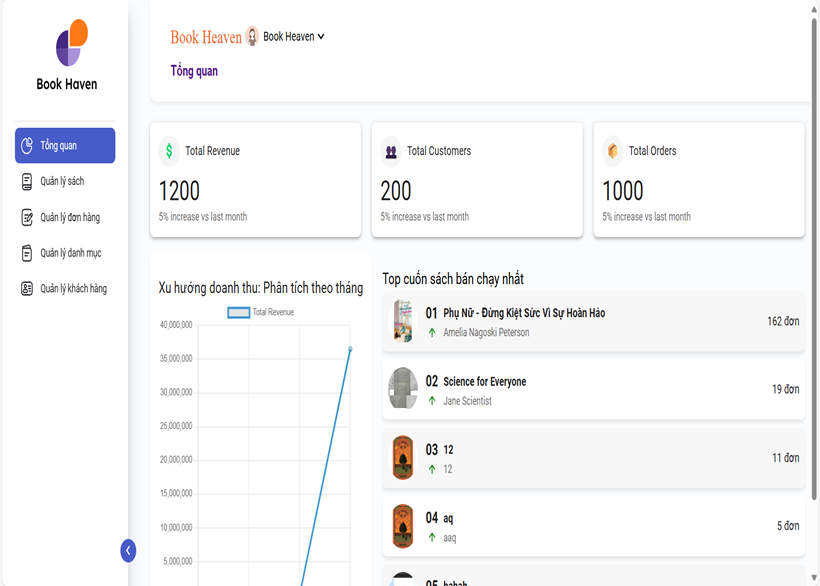 Book Haven
Tổng quan
Quản lý sách
Quản lý đơn hàng
Quản lý danh mục
Quản lý khách hàng
Book Heaven
Book Heaven
Tổng quan
Total Revenue
1200
5% increase vs last month
Total Customers
200
5% increase vs last month
Total Orders
1000
5% increase vs last month
Xu hướng doanh thu: Phân tích theo tháng
Total Revenue
40,000,000
35,000,000
30,000,000
25,000,000
20,000,000
15,000,000
10,000,000
5,000,000
Top cuốn sách bán chạy nhất
01 Phụ Nữ - Đừng Kiệt Sức Vì Sự Hoàn Hảo
Amelia Nagoski Peterson
162 đơn
02 Science for Everyone
Jane Scientist
19 đơn
03 12
12
11 đơn
04 aq
aaq
5 đơn
05 hahah